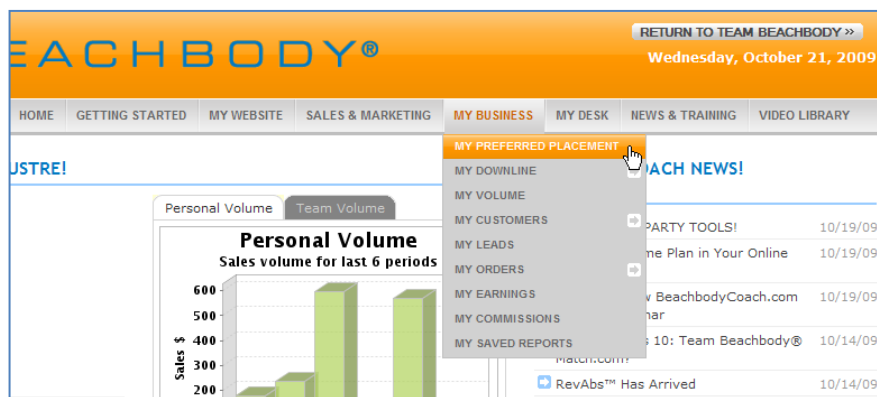 RETURN TO TEAM BEACHBODY »
EACHBODY®
Wednesday, October 21, 2009
HOME GETTING STARTED MY WEBSITE SALES & MARKETING MY BUSINESS MY DESK NEWS & TRAINING VIDEO LIBRARY
MY PREFERRED PLACEMENT
MY DOWNLINE
MY VOLUME
MY CUSTOMERS
MY LEADS
MY ORDERS
MY EARNINGS
MY COMMISSIONS
MY SAVED REPORTS
USTRE!
Personal Volume Team Volume
Personal Volume
Sales volume for last 6 periods
Sales $
600
500
400
300
200
ACH NEWS!
PARTY TOOLS! 10/19/09
me Plan in Your Online 10/19/09
BeachbodyCoach.com 10/19/09
nar
10: Team Beachbody® 10/14/09
Match.com?
RevAbs™ Has Arrived 10/14/09